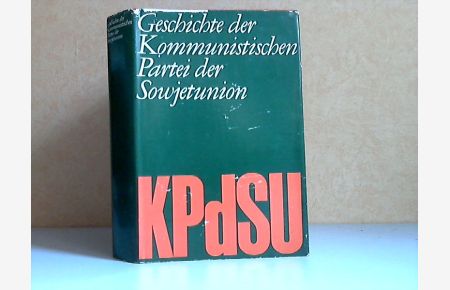 Geschichte der
Kommunistischen
Partei der
Sowjetunion
KPdSU